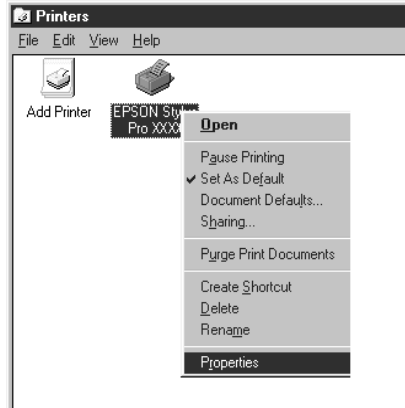 Printers
File Edit View Help
Add Printer
EPSON
Pro XXXX
Open
Pause Printing
Set As Default
Document Defaults...
Sharing...
Purge Print Documents
Create Shortcut
Delete
Rename
Properties